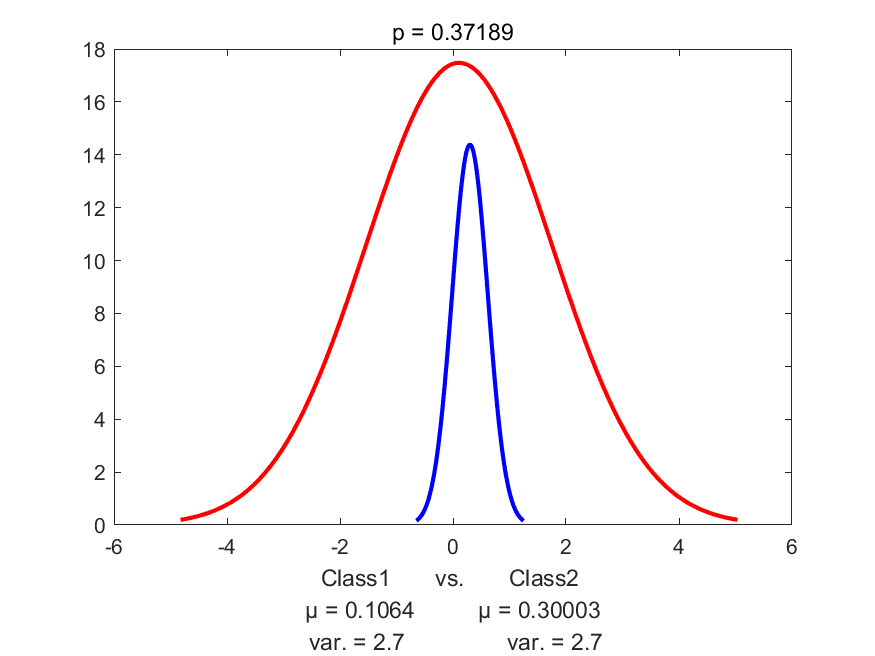 p = 0.37189
18
16
14
12
10
8
6
4
2
0
-6 -4 -2 0 2 4 6
Class1 vs. Class2
μ = 0.1064 μ = 0.30003
var. = 2.7 var. = 2.7